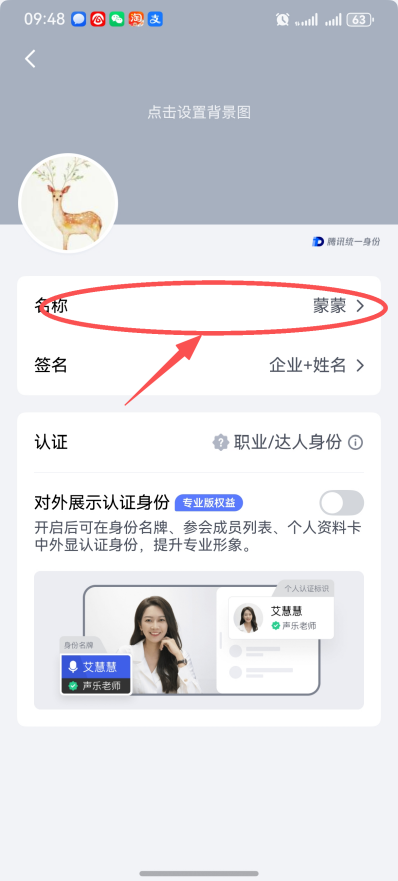 09:48
63
点击设置背景图
腾讯统一身份
名称
蒙蒙
签名
企业+姓名
认证
职业/达人身份
对外展示认证身份 专业版权益
开启后可在身份名牌、参会成员列表、个人资料卡
中外显认证身份，提升专业形象。
个人认证标识
艾慧慧
声乐老师
身份名牌
艾慧慧
声乐老师